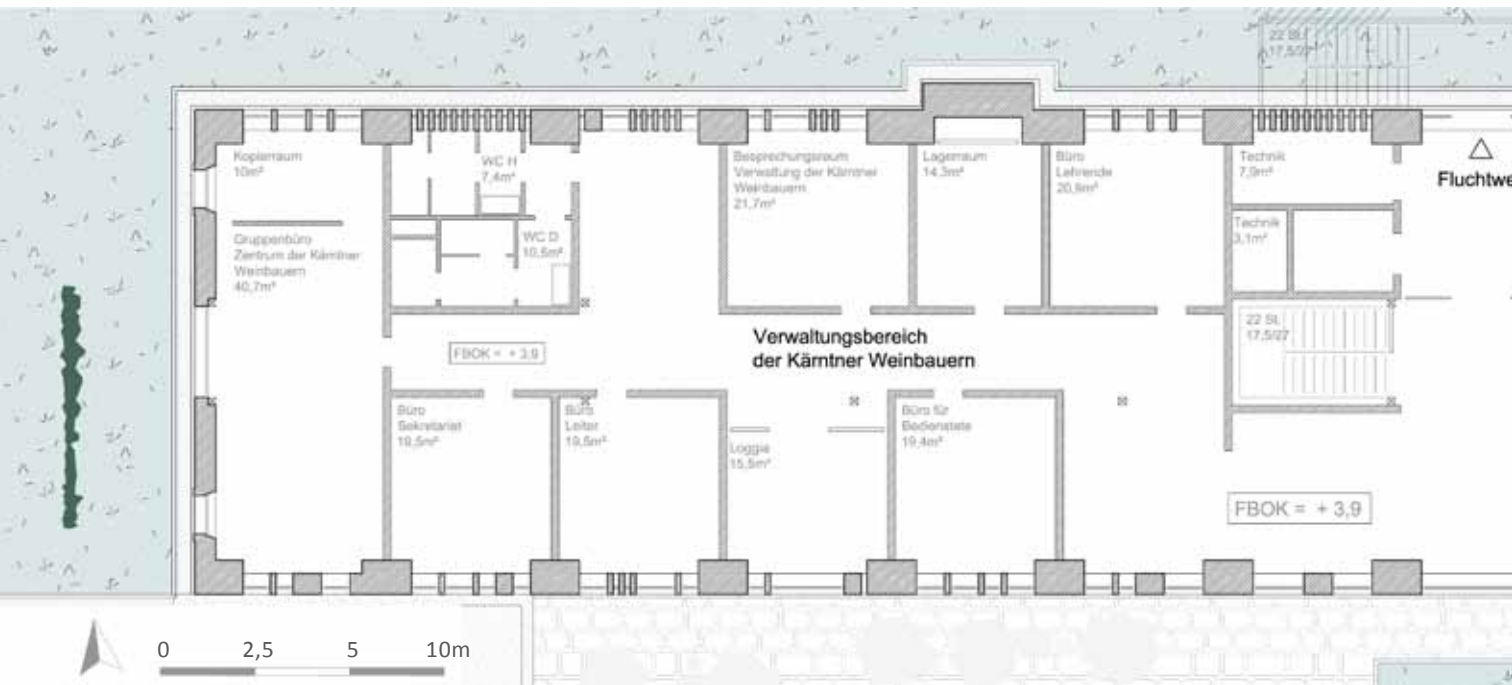 22 St.
17,5/27
Kopierraum
10m²
WC H
7,4m²
Besprechungsraum
Verwaltung der Kärntner
Weinbauern
21,7m²
Lagerraum
14,3m²
Büro
Lehrende
20,9m²
Technik
7,9m²
Fluchtwe
Gruppenbüro
Zentrum der Kärntner
Weinbauern
40,7m²
WC D
10,5m²
Technik
3,1m²
22 St.
17,5/27
Verwaltungsbereich
der Kärntner Weinbauern
FBOK = + 3,9
Büro
Sekretariat
19,5m²
Büro
Leiter
19,5m²
Loggia
15,5m²
Büro für
Bedienstete
19,4m²
FBOK = + 3,9
0 2,5 5 10m